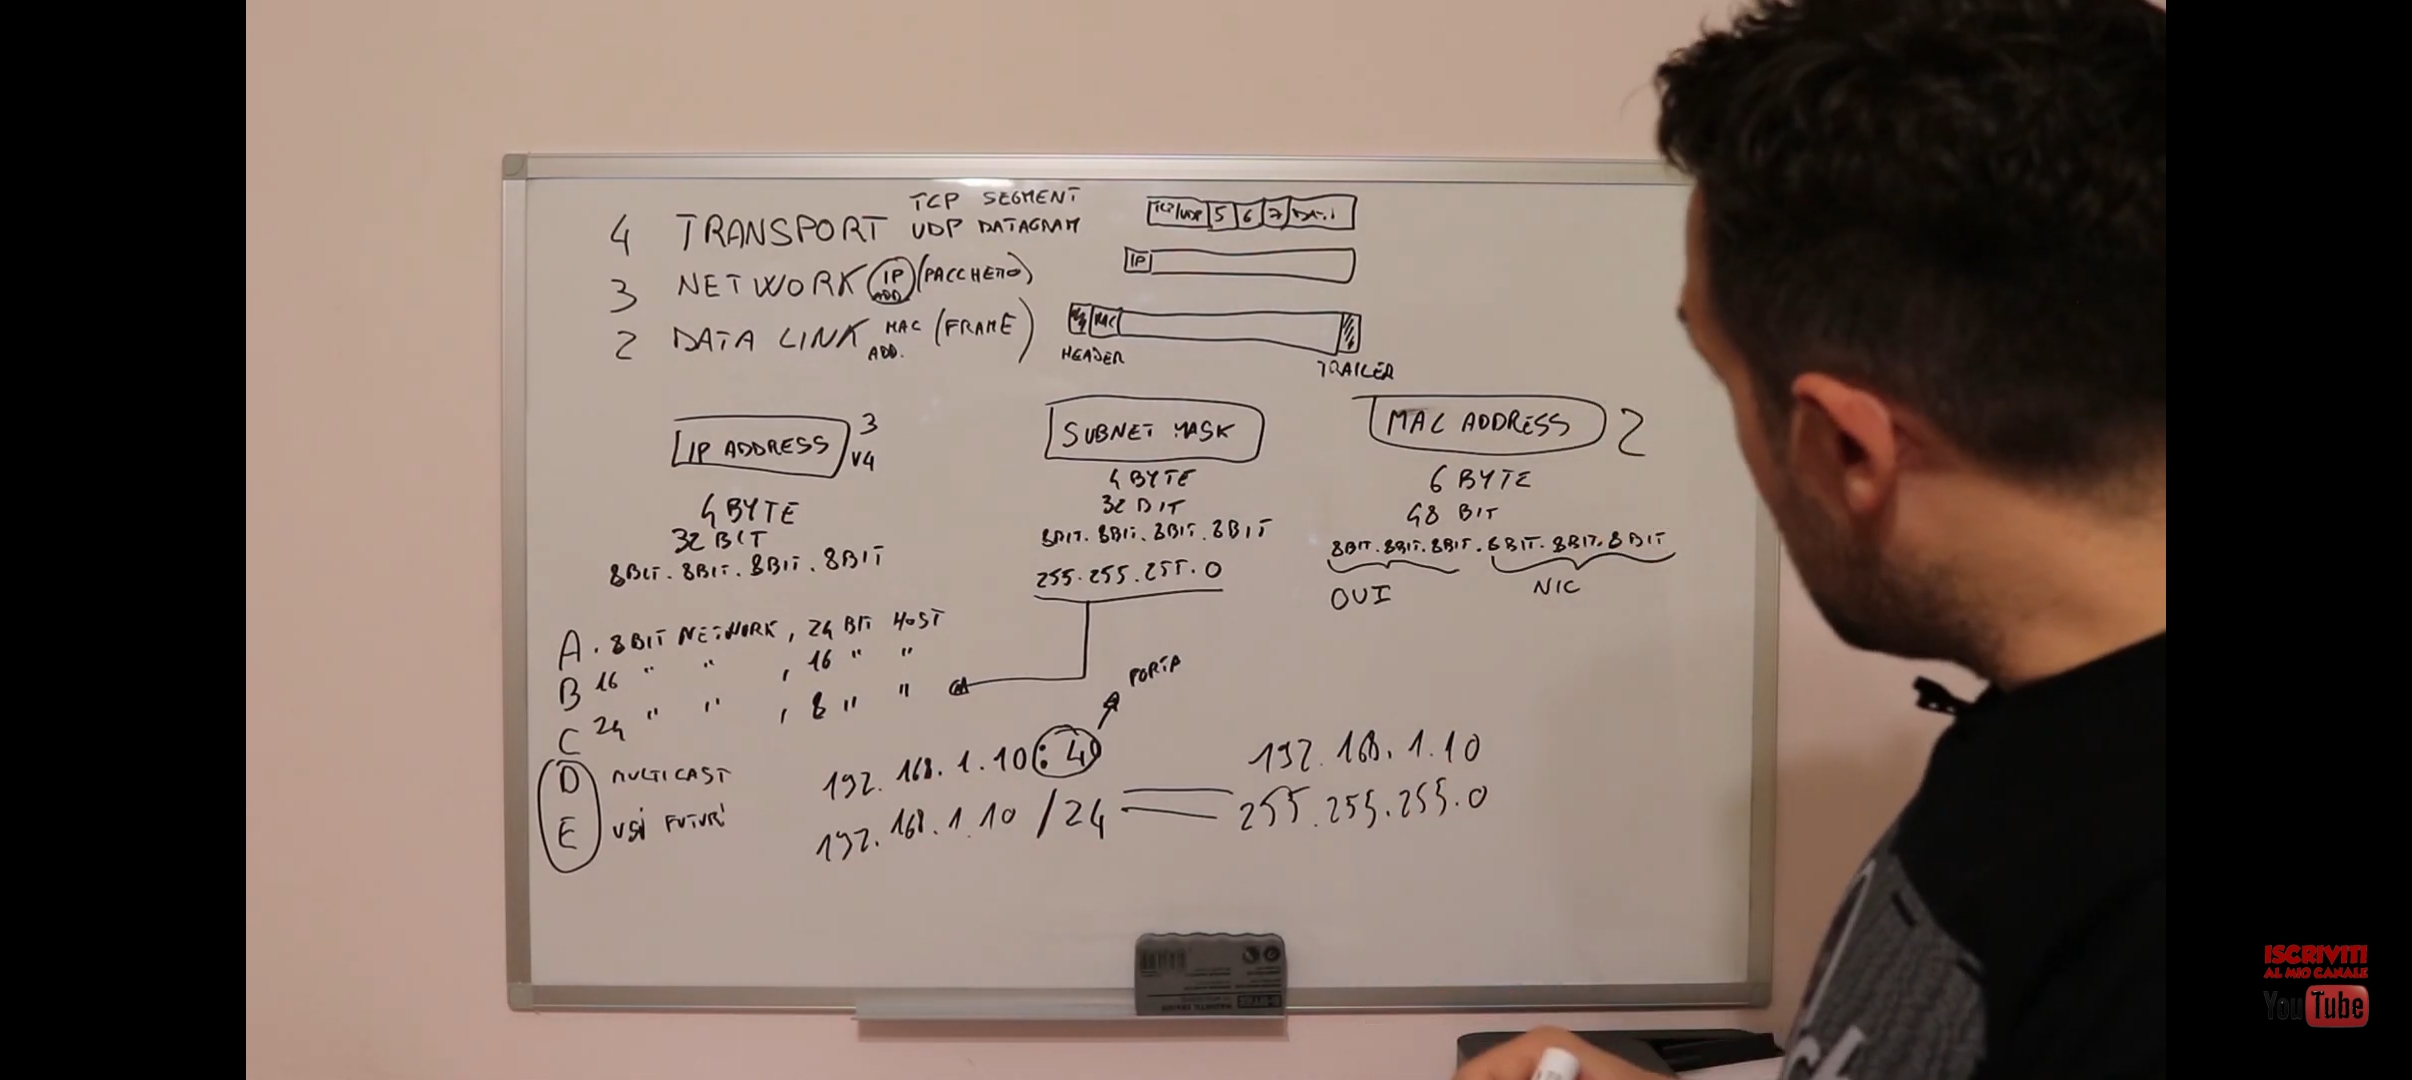 4 TRANSPORT TCP SEGMENT
UDP DATAGRAM
TCP/UDP 5 6 7 DATI
3 NETWORK IP ADD. (PACCHETTO)
IP
2 DATA LINK MAC ADD. (FRAME)
MAC
HEADER
TRAILER
IP ADDRESS 3
V4
4 BYTE
32 BIT
8BIT. 8BIT. 8BIT. 8BIT
SUBNET MASK
4 BYTE
32 BIT
8BIT. 8BIT. 8BIT. 8BIT
255.255.255.0
MAC ADDRESS 2
6 BYTE
48 BIT
8BIT. 8BIT. 8BIT. 8BIT. 8BIT. 8BIT
OUI NIC
A. 8BIT NETWORK, 24 BIT HOST
B 16 " " , 16 " "
C 24 " " , 8 " "
D MULTICAST
E USI FUTURI
PORTA
192.168.1.10:4
192.168.1.10 /24
192.168.1.10
255.255.255.0
ISCRIVITI
AL MIO CANALE
YouTube